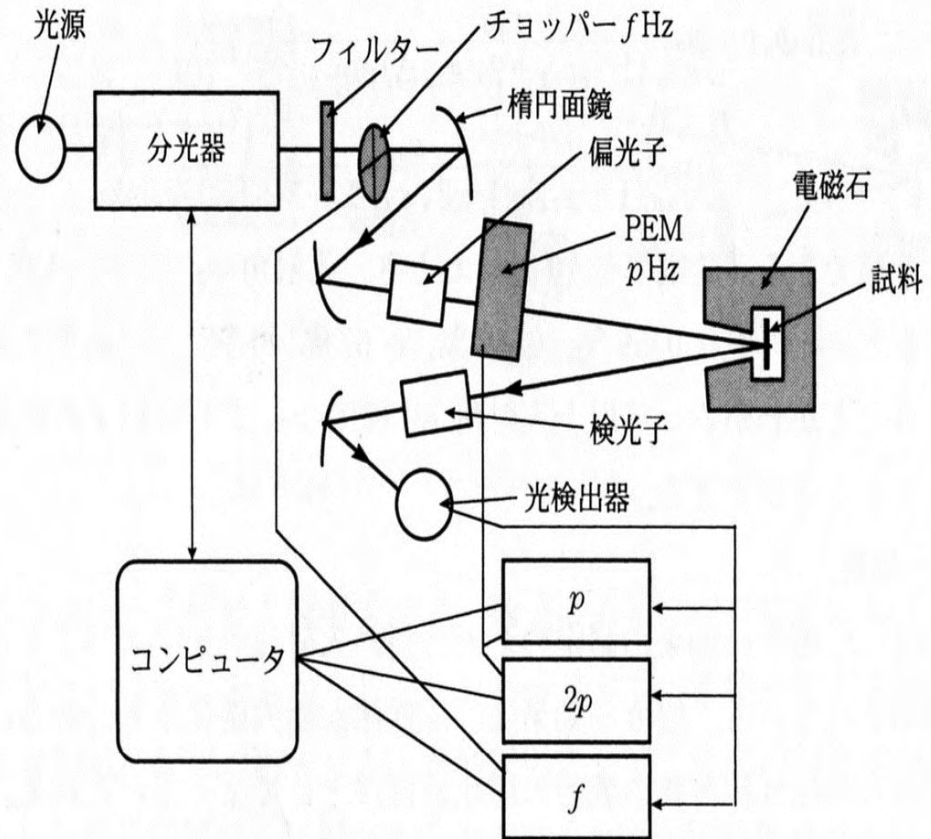 光源
フィルター
チョッパー f Hz
楕円面鏡
分光器
偏光子
PEM
p Hz
電磁石
試料
検光子
光検出器
コンピュータ
p
2p
f